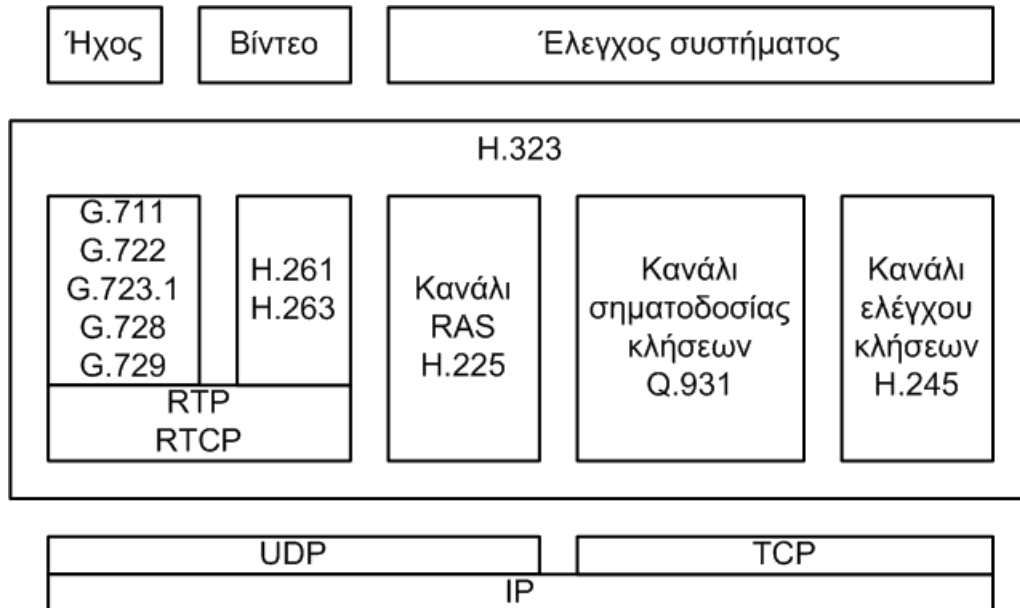 Ήχος
Βίντεο
Έλεγχος συστήματος
H.323
G.711
G.722
G.723.1
G.728
G.729
H.261
H.263
RTP
RTCP
Κανάλι
RAS
H.225
Κανάλι
σηματοδοσίας
κλήσεων
Q.931
Κανάλι
ελέγχου
κλήσεων
H.245
UDP
TCP
IP